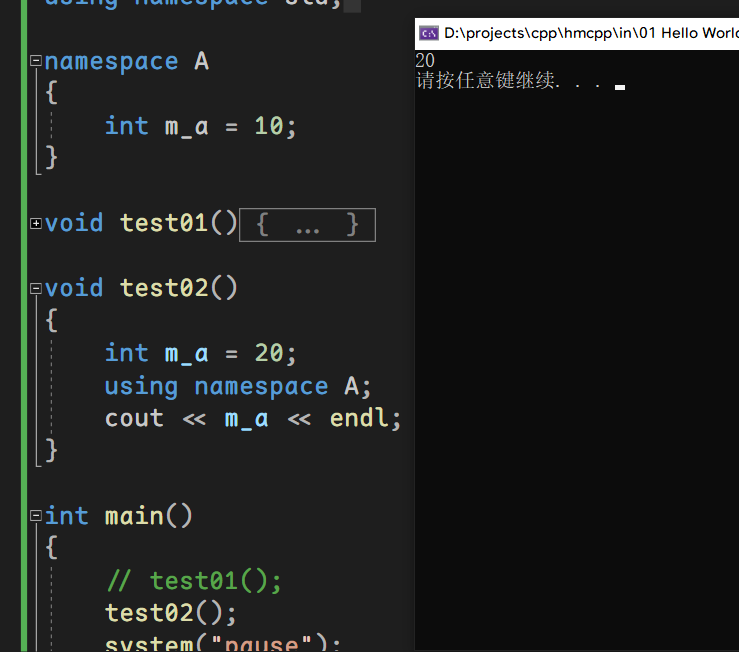 using namespace std;
namespace A
{
int m_a = 10;
}
void test01(){ ... }
void test02()
{
int m_a = 20;
using namespace A;
cout << m_a << endl;
}
int main()
{
// test01();
test02();
system("pause");
D:\projects\cpp\hmcpp\in\01 Hello World
20
请按任意键继续. . .